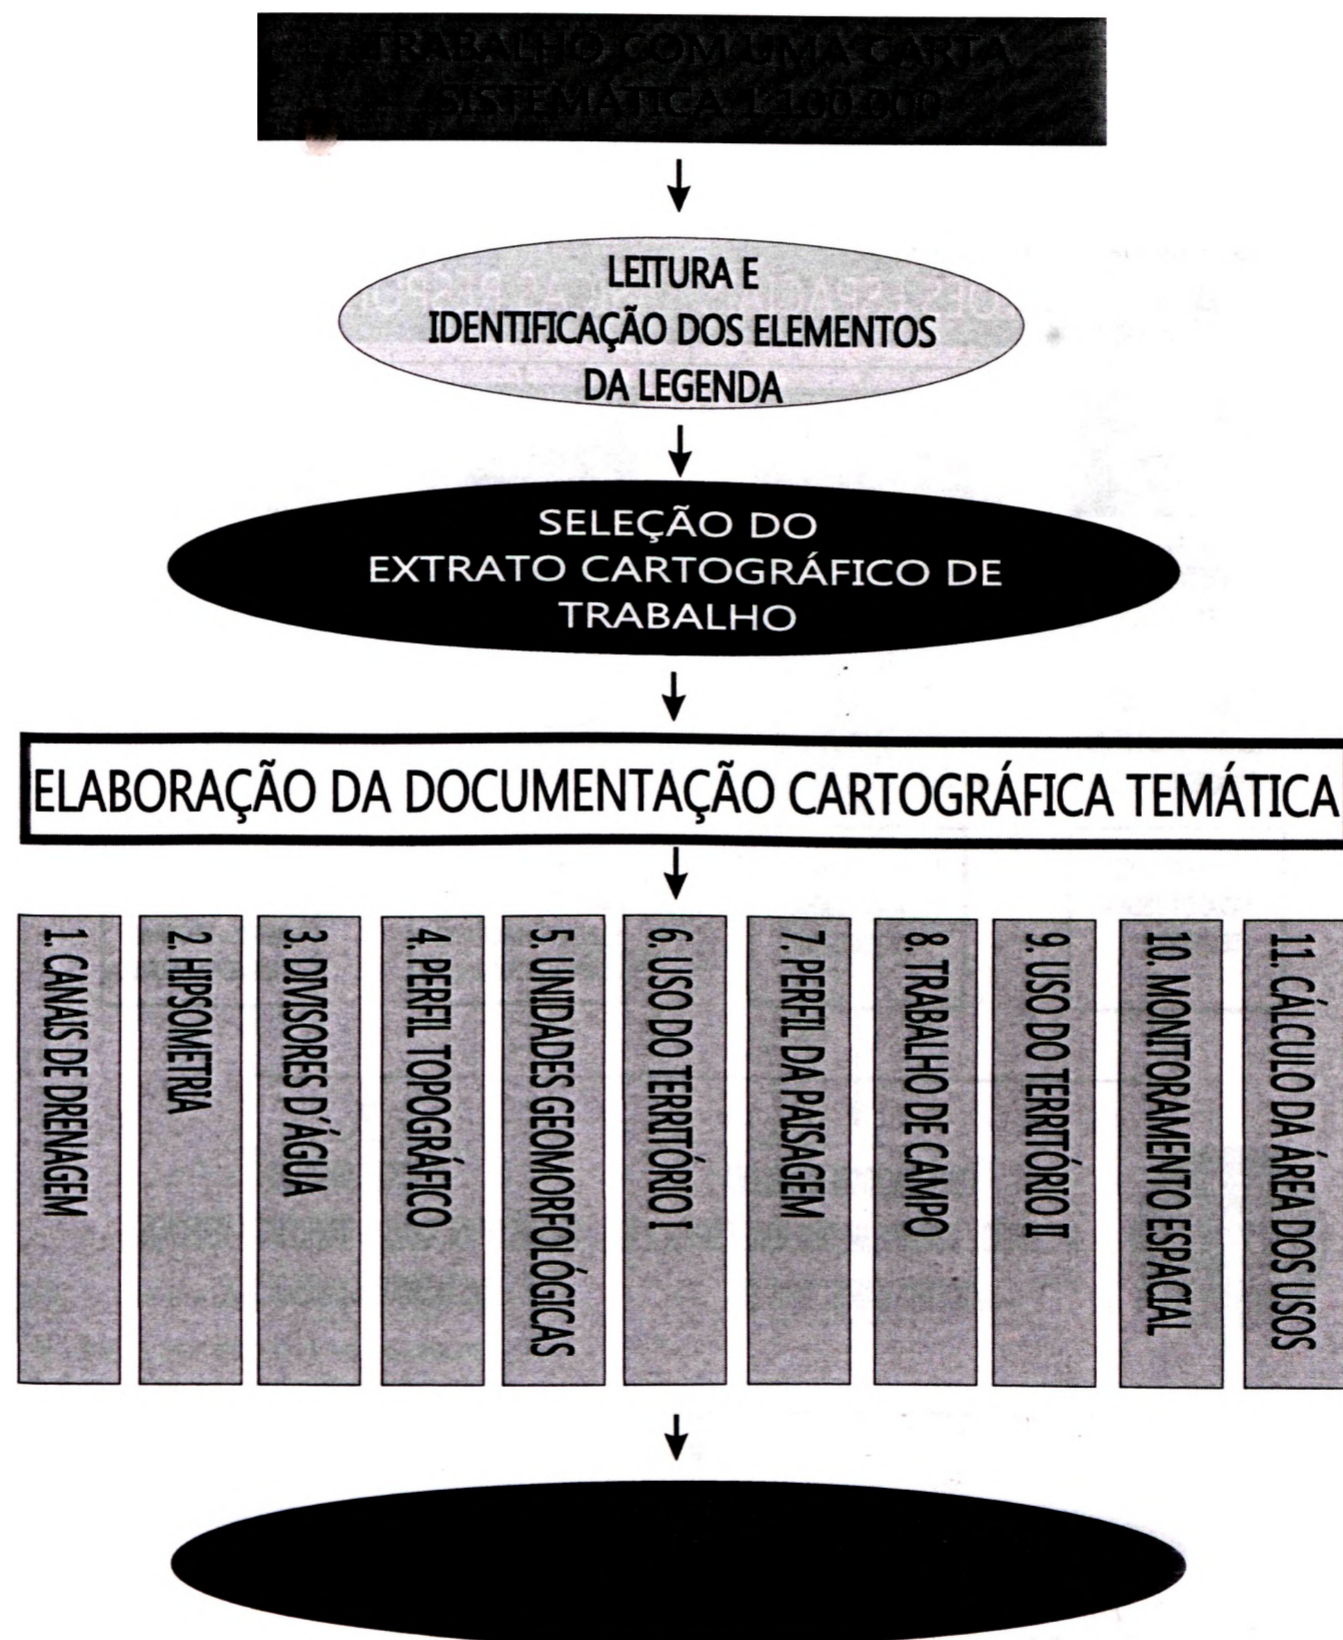 TRABALHO COM UMA CARTA
SISTEMÁTICA 1:100.000
LEITURA E
IDENTIFICAÇÃO DOS ELEMENTOS
DA LEGENDA
SELEÇÃO DO
EXTRATO CARTOGRÁFICO DE
TRABALHO
ELABORAÇÃO DA DOCUMENTAÇÃO CARTOGRÁFICA TEMÁTICA
1. CANAIS DE DRENAGEM
2. HIPSOMETRIA
3. DIVISORES D'ÁGUA
4. PERFIL TOPOGRÁFICO
5. UNIDADES GEOMORFOLÓGICAS
6. USO DO TERRITÓRIO I
7. PERFIL DA PAISAGEM
8. TRABALHO DE CAMPO
9. USO DO TERRITÓRIO II
10. MONITORAMENTO ESPACIAL
11. CÁLCULO DA ÁREA DOS USOS